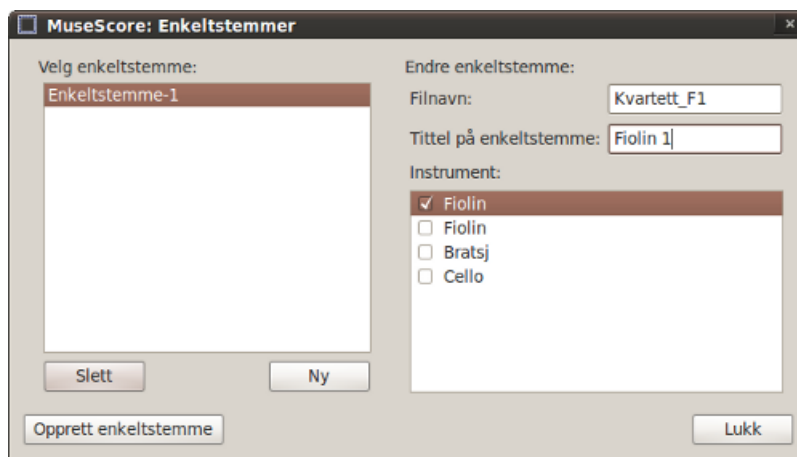 MuseScore: Enkeltstemmer
Velg enkeltstemme:
Enkeltstemme-1
Slett
Ny
Opprett enkeltstemme
Endre enkeltstemme:
Filnavn:
Kvartett_F1
Tittel på enkeltstemme:
Fiolin 1
Instrument:
Fiolin
Fiolin
Bratsj
Cello
Lukk